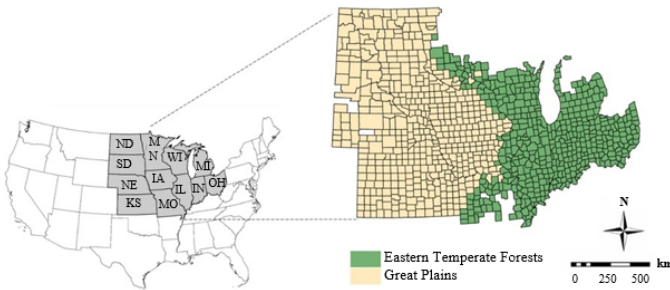 ND
M
N
WI
SD
MI
NE
IA
IL
IN
OH
KS
MO
N
Eastern Temperate Forests
Great Plains
km
0 250 500